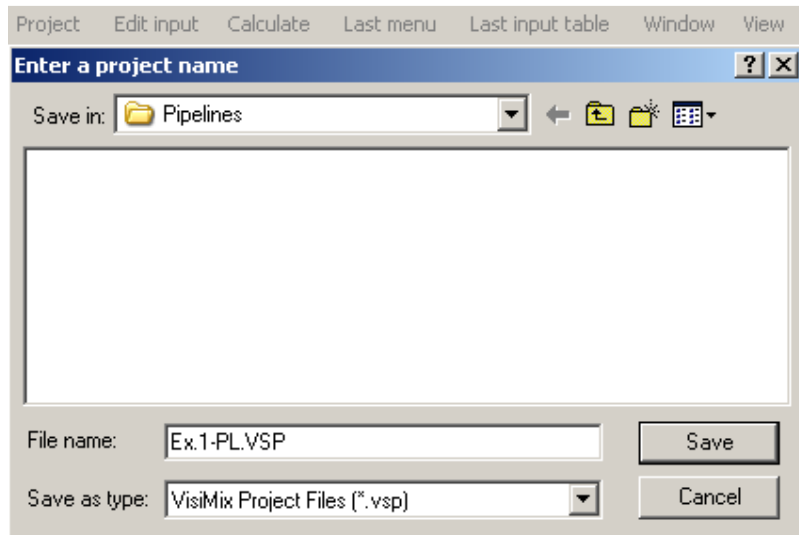 Project Edit input Calculate Last menu Last input table Window View
Enter a project name ? X
Save in: Pipelines
File name: Ex.1-PL.VSP Save
Save as type: VisiMix Project Files (*.vsp) Cancel